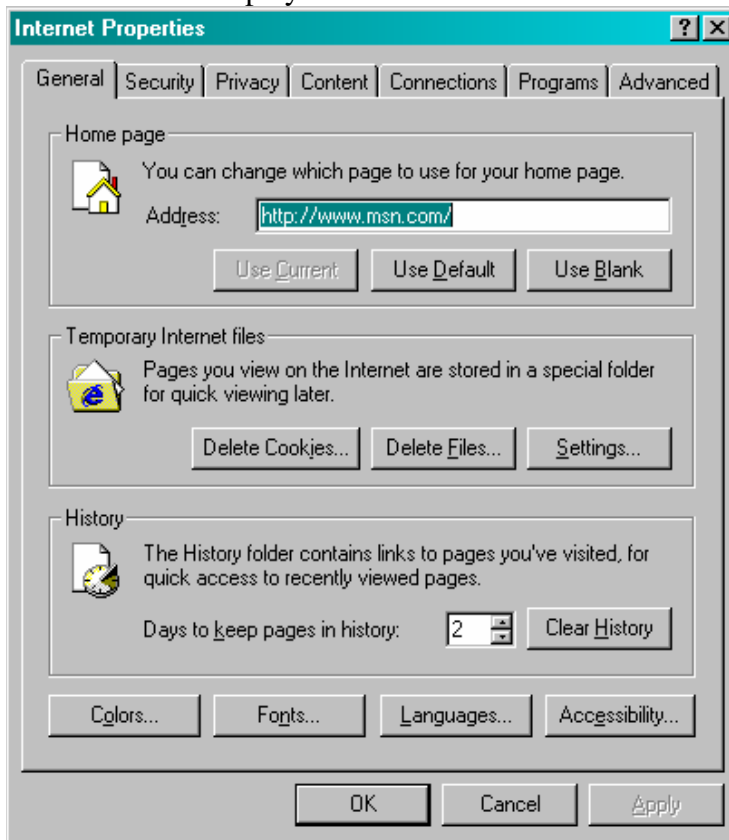 Internet Properties
General Security Privacy Content Connections Programs Advanced
Home page
You can change which page to use for your home page.
Address: http://www.msn.com/
Use Current Use Default Use Blank
Temporary Internet files
Pages you view on the Internet are stored in a special folder
for quick viewing later.
Delete Cookies... Delete Files... Settings...
History
The History folder contains links to pages you've visited, for
quick access to recently viewed pages.
Days to keep pages in history: 2 Clear History
Colors... Fonts... Languages... Accessibility...
OK Cancel Apply